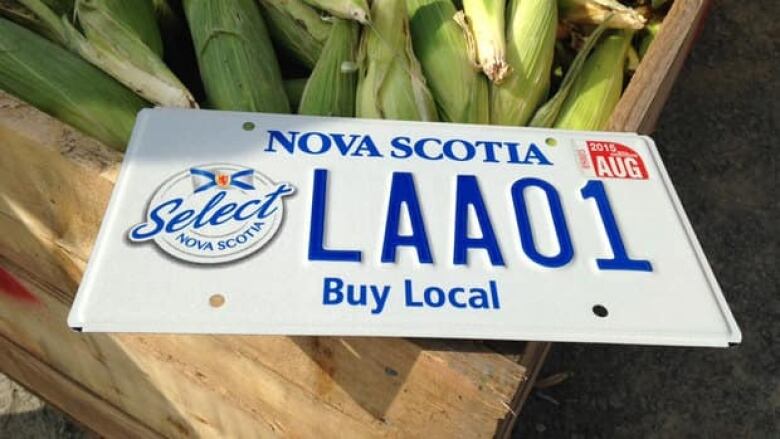 NOVA SCOTIA
2015
AUG
Select
NOVA SCOTIA
LAA01
Buy Local